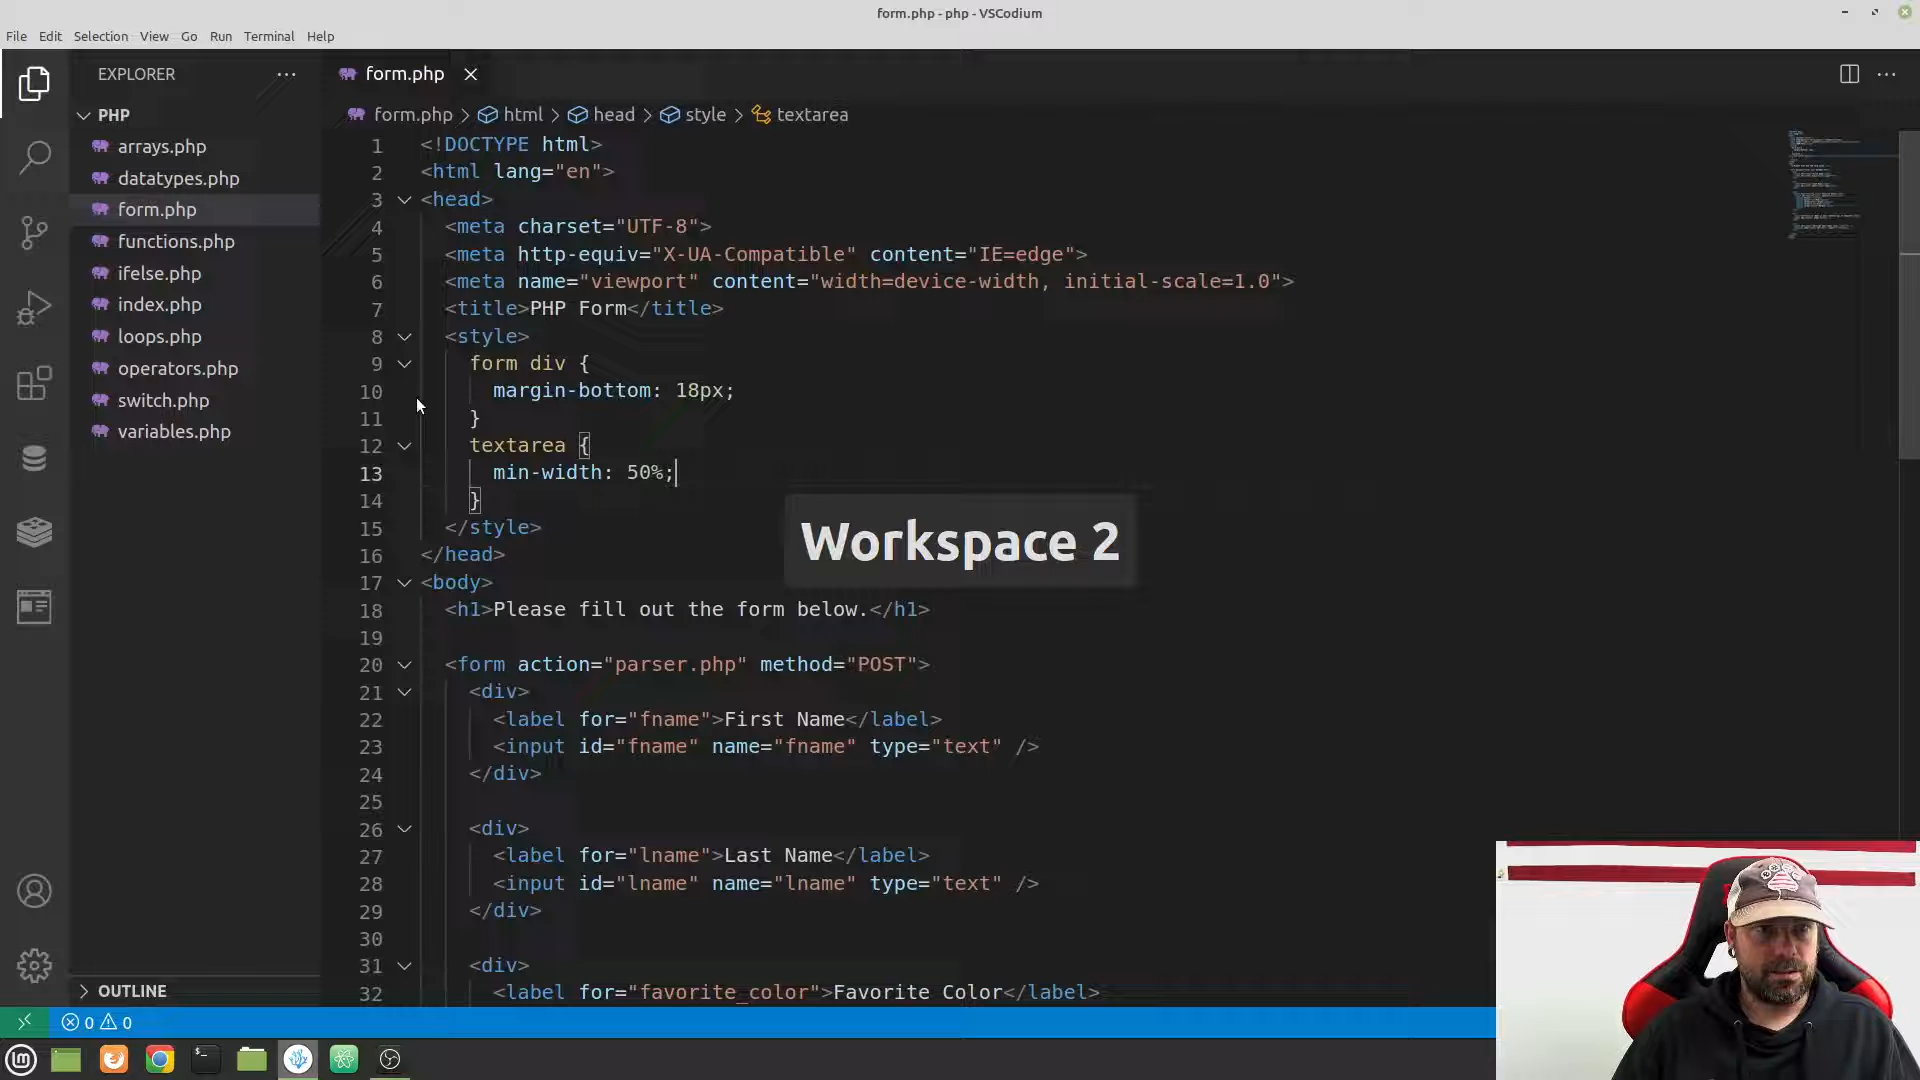 form.php - php - VSCodium
File Edit Selection View Go Run Terminal Help
EXPLORER
PHP
arrays.php
datatypes.php
form.php
functions.php
ifelse.php
index.php
loops.php
operators.php
switch.php
variables.php
OUTLINE
form.php
form.php > html > head > style > textarea
1 <!DOCTYPE html>
2 <html lang="en">
3 <head>
4 <meta charset="UTF-8">
5 <meta http-equiv="X-UA-Compatible" content="IE=edge">
6 <meta name="viewport" content="width=device-width, initial-scale=1.0">
7 <title>PHP Form</title>
8 <style>
9 form div {
10 margin-bottom: 18px;
11 }
12 textarea {
13 min-width: 50%;
14 }
15 </style>
16 </head>
17 <body>
18 <h1>Please fill out the form below.</h1>
19
20 <form action="parser.php" method="POST">
21 <div>
22 <label for="fname">First Name</label>
23 <input id="fname" name="fname" type="text" />
24 </div>
25
26 <div>
27 <label for="lname">Last Name</label>
28 <input id="lname" name="lname" type="text" />
29 </div>
30
31 <div>
32 <label for="favorite_color">Favorite Color</label>
Workspace 2
0 0